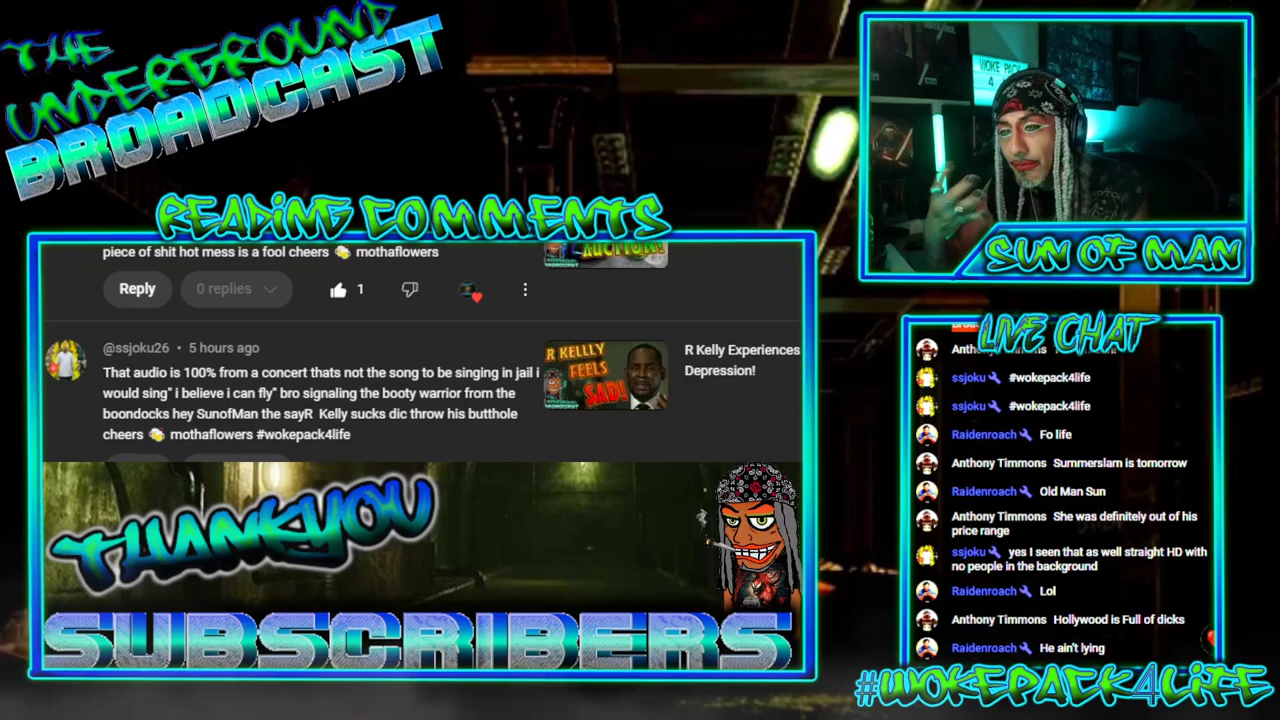 THE
UNDERGROUND
BROADCAST
WOKE PACK
4
READING COMMENTS
piece of shit hot mess is a fool cheers 🍻 mothaflowers
AUCTION!
Reply
0 replies
1
@ssjoku26 • 5 hours ago
That audio is 100% from a concert thats not the song to be singing in jail i
would sing" i believe i can fly" bro signaling the booty warrior from the
boondocks hey SunofMan the sayR Kelly sucks dic throw his butthole
cheers 🍻 mothaflowers #wokepack4life
R KELLLY
FEELS
SAD!
R Kelly Experiences
Depression!
THANKYOU
SUBSCRIBERS
SUN OF MAN
LIVE CHAT
ssjoku #wokepack4life
ssjoku #wokepack4life
Raidenroach Fo life
Anthony Timmons Summerslam is tomorrow
Raidenroach Old Man Sun
Anthony Timmons She was definitely out of his
price range
ssjoku yes I seen that as well straight HD with
no people in the background
Raidenroach Lol
Anthony Timmons Hollywood is Full of dicks
Raidenroach He ain't lying
#WOKEPACK4LIFE